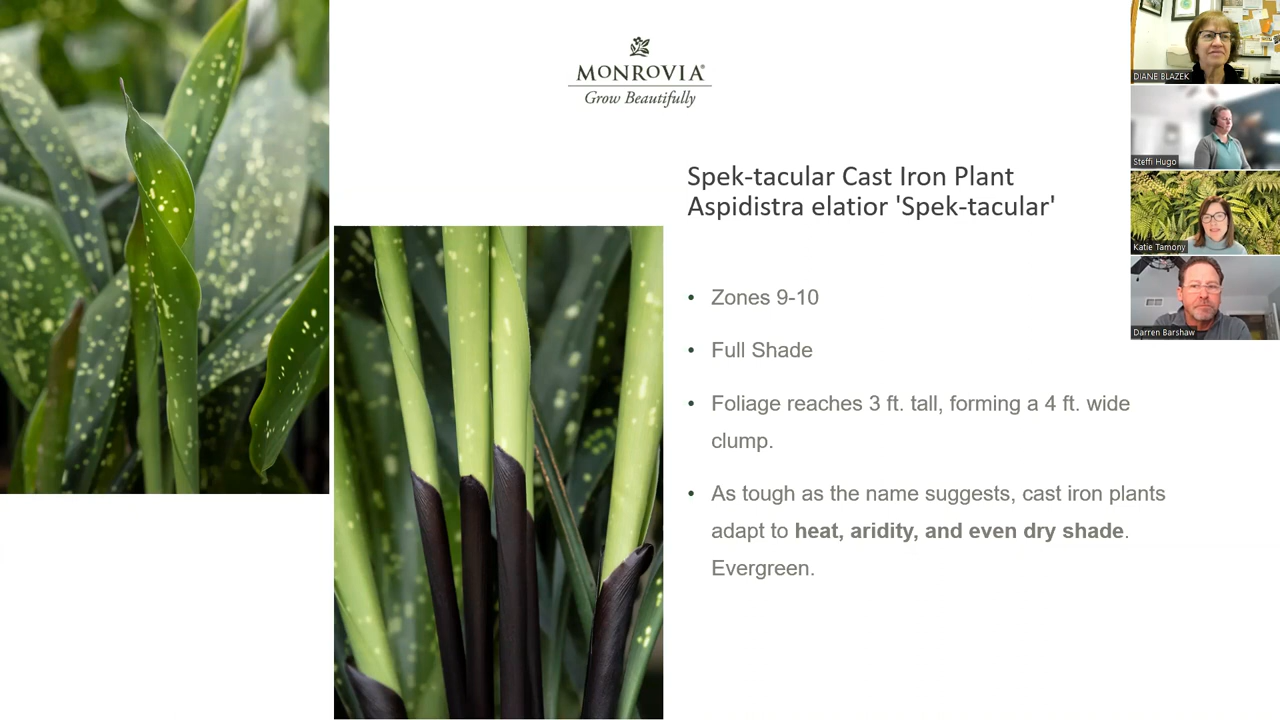 MONROVIA®
Grow Beautifully
Spek-tacular Cast Iron Plant
Aspidistra elatior 'Spek-tacular'
• Zones 9-10
• Full Shade
• Foliage reaches 3 ft. tall, forming a 4 ft. wide
clump.
• As tough as the name suggests, cast iron plants
adapt to heat, aridity, and even dry shade.
Evergreen.
DIANE BLAZEK
Steffi Hugo
Katie Tamony
Darren Barshaw